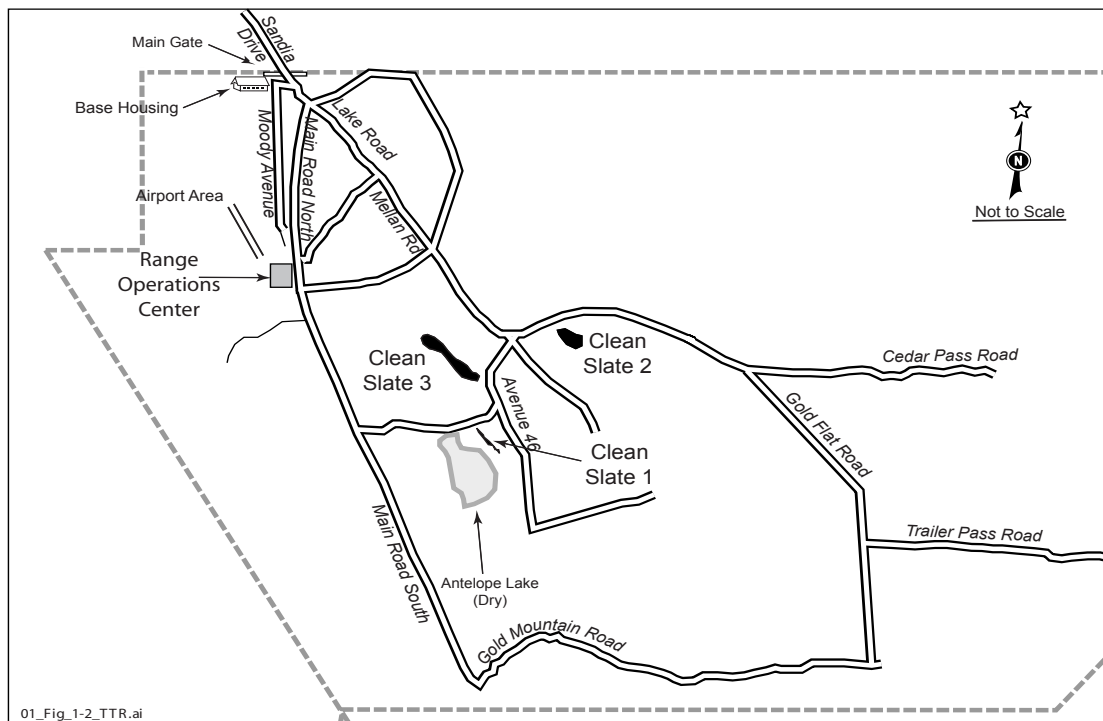 Sandia
Drive
Main Gate
Base Housing
Moody Avenue
Main Road North
Lake Road
Mellan Rd
Airport Area
Range
Operations
Center
N
Not to Scale
Clean
Slate 3
Clean
Slate 2
Cedar Pass Road
Avenue 46
Gold Flat Road
Clean
Slate 1
Main Road South
Antelope Lake
(Dry)
Trailer Pass Road
Gold Mountain Road
01_Fig_1-2_TTR.ai